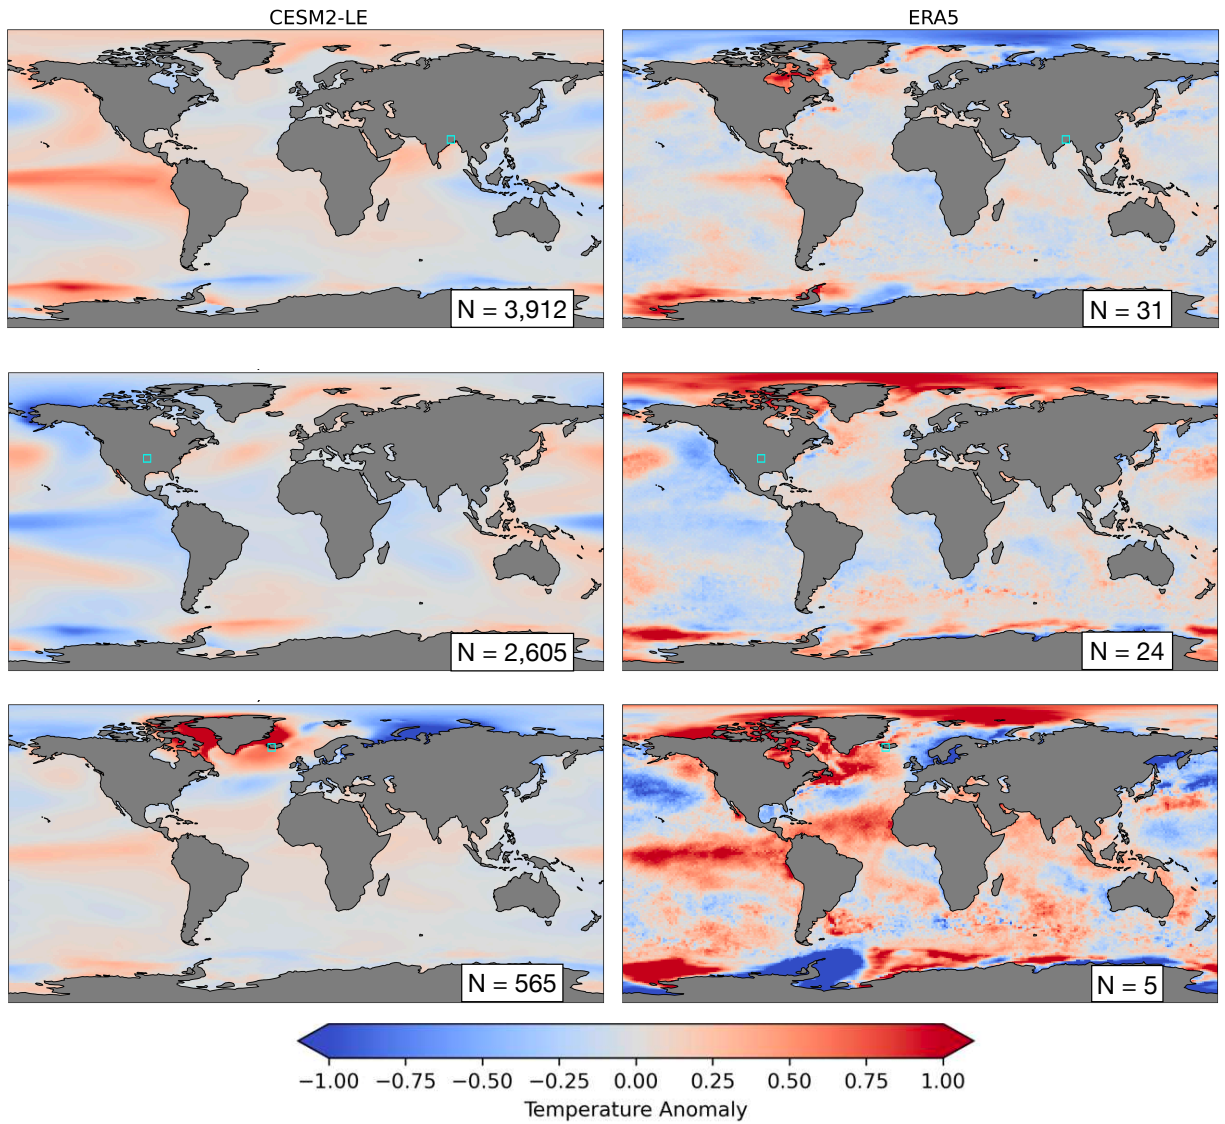 CESM2-LE
ERA5
N = 3,912
N = 31
N = 2,605
N = 24
N = 565
N = 5
−1.00 −0.75 −0.50 −0.25 0.00 0.25 0.50 0.75 1.00
Temperature Anomaly